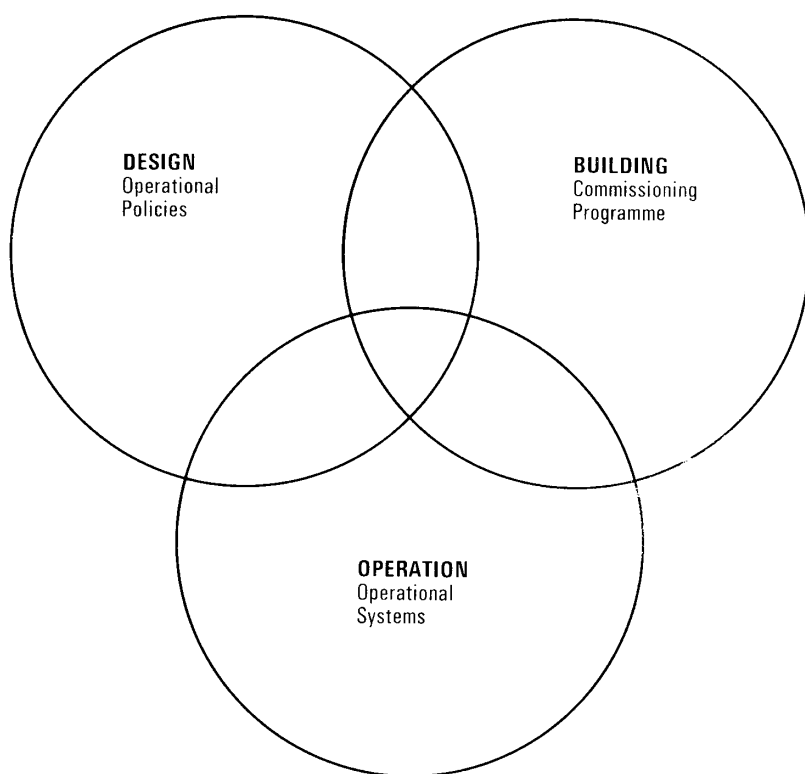 DESIGN
Operational
Policies
BUILDING
Commissioning
Programme
OPERATION
Operational
Systems